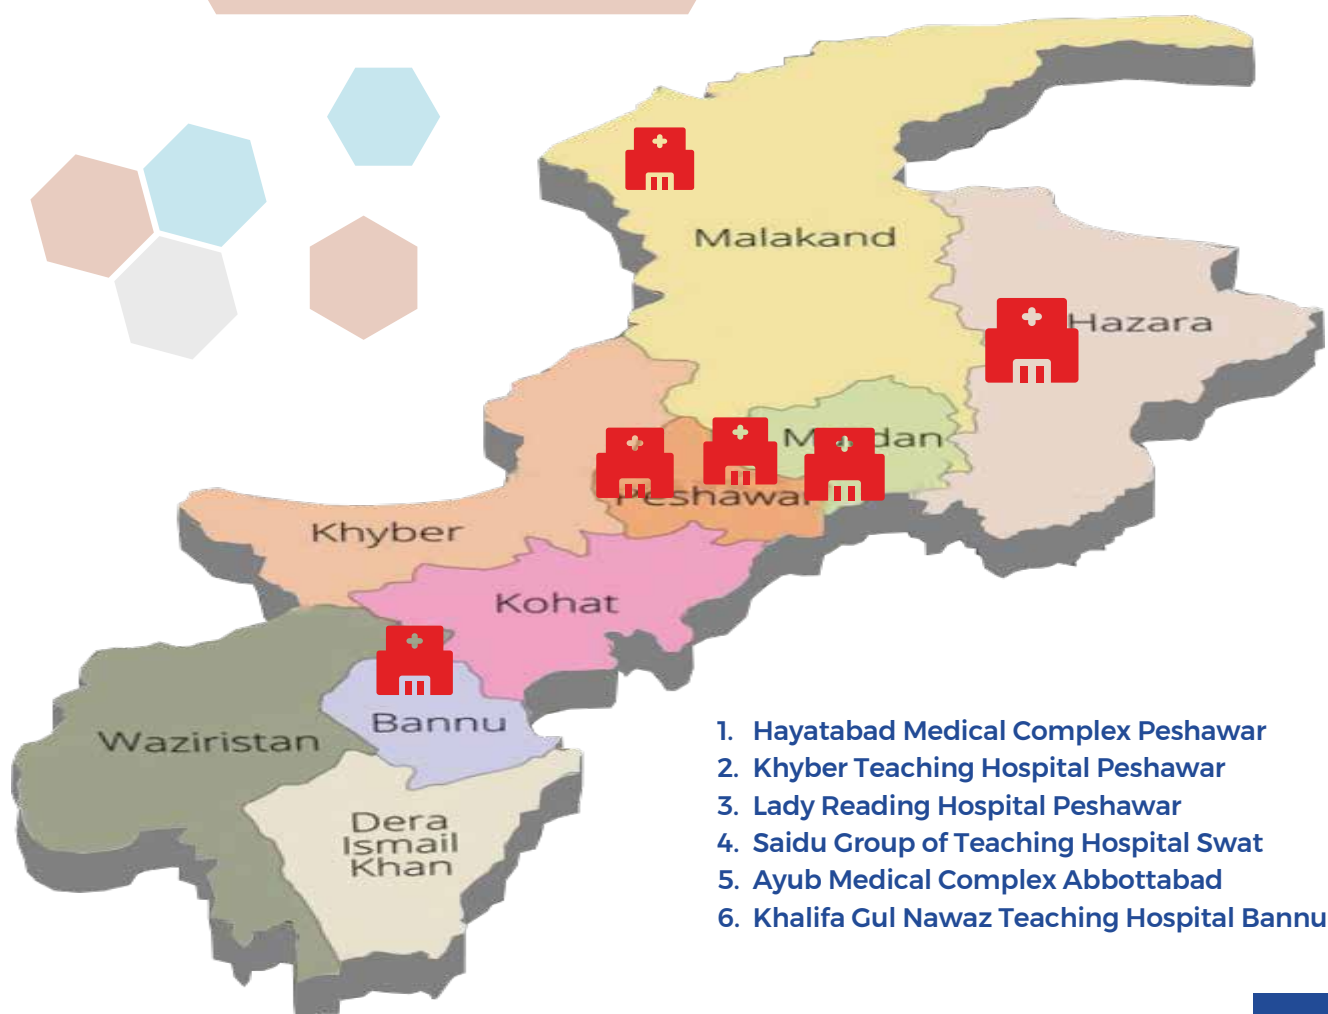 Malakand
Hazara
Mardan
Peshawar
Khyber
Kohat
Bannu
Waziristan
Dera
Ismail
Khan
1. Hayatabad Medical Complex Peshawar
2. Khyber Teaching Hospital Peshawar
3. Lady Reading Hospital Peshawar
4. Saidu Group of Teaching Hospital Swat
5. Ayub Medical Complex Abbottabad
6. Khalifa Gul Nawaz Teaching Hospital Bannu